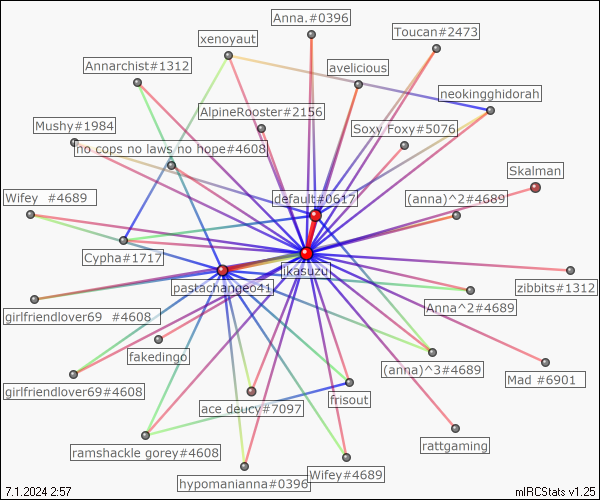 Anna.#0396
Toucan#2473
xenoyaut
Annarchist#1312
avelicious
neokingghidorah
AlpineRooster#2156
Mushy#1984
Soxy Foxy#5076
no cops no laws no hope#4608
Skalman
Wifey  #4689
default#0617
(anna)^2#4689
Cypha#1717
ikasuzu
pastachangeo41
zibbits#1312
Anna^2#4689
girlfriendlover69  #4608
fakedingo
(anna)^3#4689
Mad #6901
girlfriendlover69#4608
ace deucy#7097
frisout
rattgaming
ramshackle gorey#4608
Wifey#4689
hypomanianna#0396
7.1.2024 2:57
mIRCStats v1.25